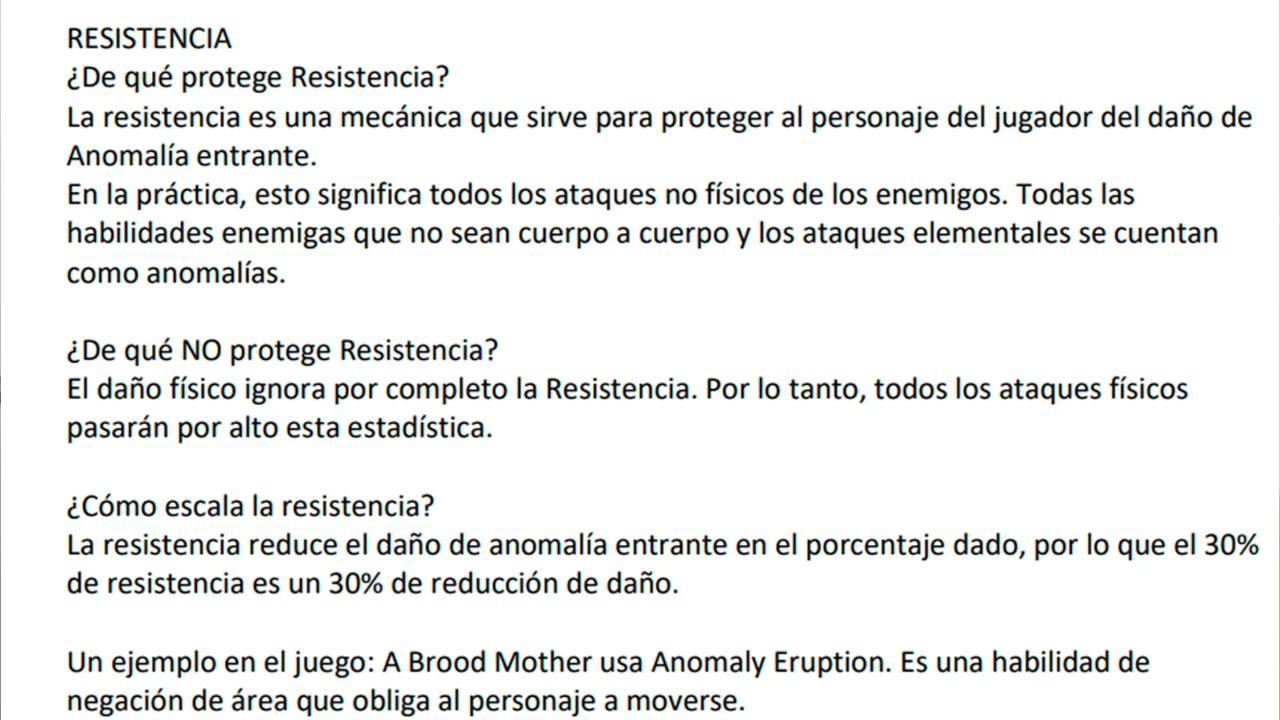 RESISTENCIA
¿De qué protege Resistencia?
La resistencia es una mecánica que sirve para proteger al personaje del jugador del daño de
Anomalía entrante.
En la práctica, esto significa todos los ataques no físicos de los enemigos. Todas las
habilidades enemigas que no sean cuerpo a cuerpo y los ataques elementales se cuentan
como anomalías.
¿De qué NO protege Resistencia?
El daño físico ignora por completo la Resistencia. Por lo tanto, todos los ataques físicos
pasarán por alto esta estadística.
¿Cómo escala la resistencia?
La resistencia reduce el daño de anomalía entrante en el porcentaje dado, por lo que el 30%
de resistencia es un 30% de reducción de daño.
Un ejemplo en el juego: A Brood Mother usa Anomaly Eruption. Es una habilidad de
negación de área que obliga al personaje a moverse.